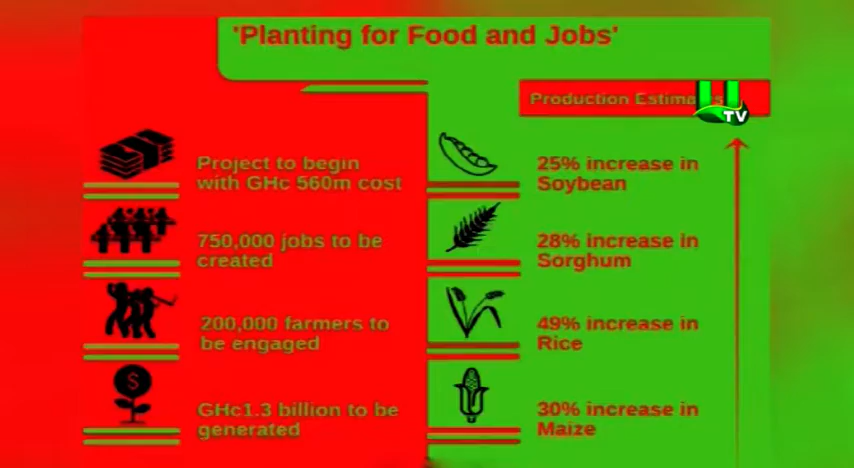 'Planting for Food and Jobs'
Production Estimates
TV
Project to begin
with GHc 560m cost
750,000 jobs to be
created
200,000 farmers to
be engaged
GHc1.3 billion to be
generated
25% increase in
Soybean
28% increase in
Sorghum
49% increase in
Rice
30% increase in
Maize